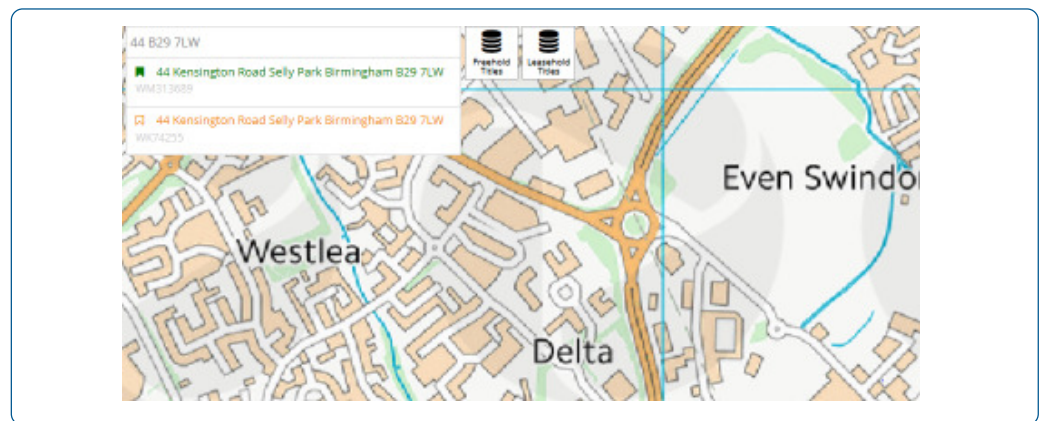 44 B29 7LW
44 Kensington Road Selly Park Birmingham B29 7LW
WM313689
44 Kensington Road Selly Park Birmingham B29 7LW
WK74255
Freehold
Titles
Leasehold
Titles
Even Swindo
Westlea
Delta